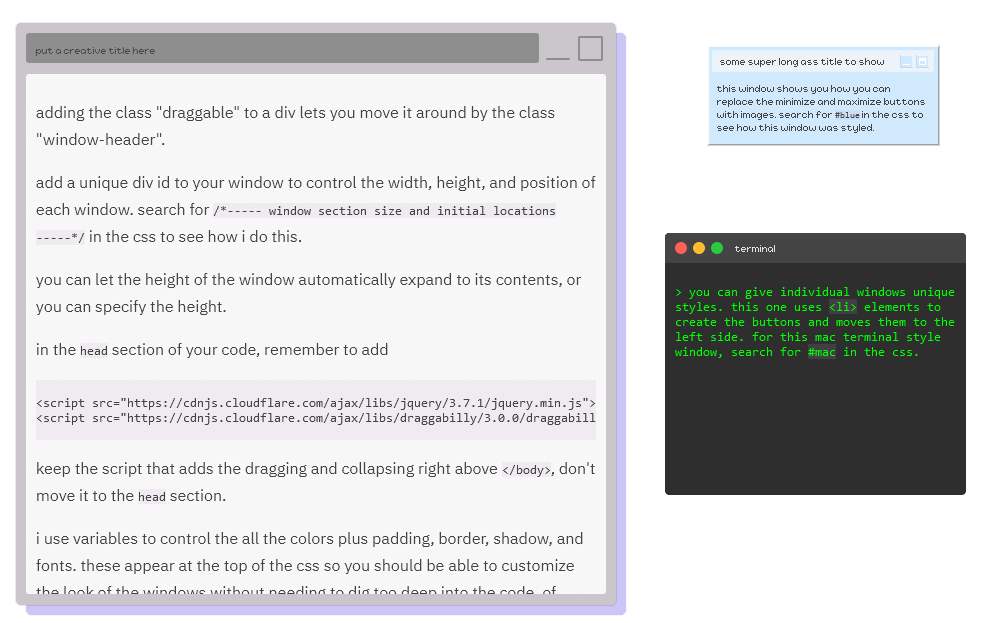 put a creative title here
adding the class "draggable" to a div lets you move it around by the class
"window-header".
add a unique div id to your window to control the width, height, and position of
each window. search for /*----- window section size and initial locations
-----*/ in the css to see how i do this.
you can let the height of the window automatically expand to its contents, or
you can specify the height.
in the head section of your code, remember to add
<script src="https://cdnjs.cloudflare.com/ajax/libs/jquery/3.7.1/jquery.min.js">
<script src="https://cdnjs.cloudflare.com/ajax/libs/draggabilly/3.0.0/draggabill
keep the script that adds the dragging and collapsing right above </body>, don't
move it to the head section.
i use variables to control the all the colors plus padding, border, shadow, and
fonts. these appear at the top of the css so you should be able to customize
the look of the windows without needing to dig too deep into the code. of
some super long ass title to show
this window shows you how you can
replace the minimize and maximize buttons
with images. search for #blue in the css to
see how this window was styled.
terminal
> you can give individual windows unique
styles. this one uses <li> elements to
create the buttons and moves them to the
left side. for this mac terminal style
window, search for #mac in the css.